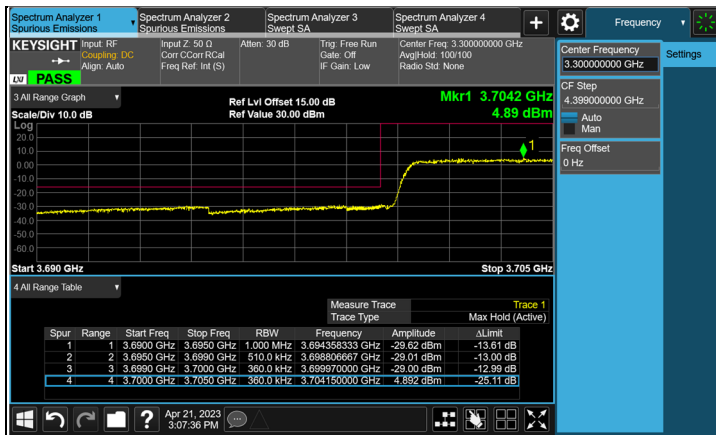 Spectrum Analyzer 1
Spurious Emissions
Spectrum Analyzer 2
Spurious Emissions
Spectrum Analyzer 3
Swept SA
Spectrum Analyzer 4
Swept SA
+
Frequency
KEYSIGHT
LXI PASS
Input: RF
Coupling: DC
Align: Auto
Input Z: 50 Ω
Corr CCorr RCal
Freq Ref: Int (S)
Atten: 30 dB
Trig: Free Run
Gate: Off
IF Gain: Low
Center Freq: 3.300000000 GHz
Avg|Hold: 100/100
Radio Std: None
Center Frequency
3.300000000 GHz
Settings
CF Step
4.399000000 GHz
Auto
Man
Freq Offset
0 Hz
3 All Range Graph
Scale/Div 10.0 dB
Ref Lvl Offset 15.00 dB
Ref Value 30.00 dBm
Mkr1 3.7042 GHz
4.89 dBm
Log
20.0
10.0
0.00
-10.0
-20.0
-30.0
-40.0
-50.0
-60.0
1
Start 3.690 GHz
Stop 3.705 GHz
4 All Range Table
Measure Trace Trace 1
Trace Type Max Hold (Active)
Spur Range Start Freq Stop Freq RBW Frequency Amplitude ΔLimit
1 1 3.6900 GHz 3.6950 GHz 1.000 MHz 3.694358333 GHz -29.62 dBm -13.61 dB
2 2 3.6950 GHz 3.6990 GHz 510.0 kHz 3.698806667 GHz -29.01 dBm -13.00 dB
3 3 3.6990 GHz 3.7000 GHz 360.0 kHz 3.699970000 GHz -29.00 dBm -12.99 dB
4 4 3.7000 GHz 3.7050 GHz 360.0 kHz 3.704150000 GHz 4.892 dBm -25.11 dB
?
Apr 21, 2023
3:07:36 PM